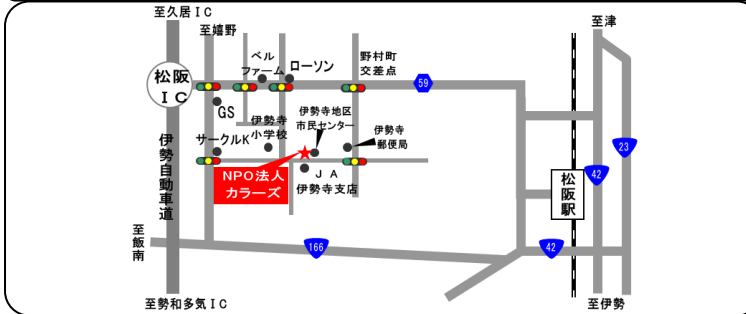 至久居IC
至嬉野
至津
ベル
ファーム
ローソン
野村町
交差点
松阪
IC
59
GS
伊勢寺
小学校
伊勢寺地区
市民センター
伊勢寺
郵便局
サークルK
伊勢自動車道
NPO法人
カラーズ
JA
伊勢寺支店
23
42
松阪駅
至飯南
166
42
至勢和多気IC
至伊勢